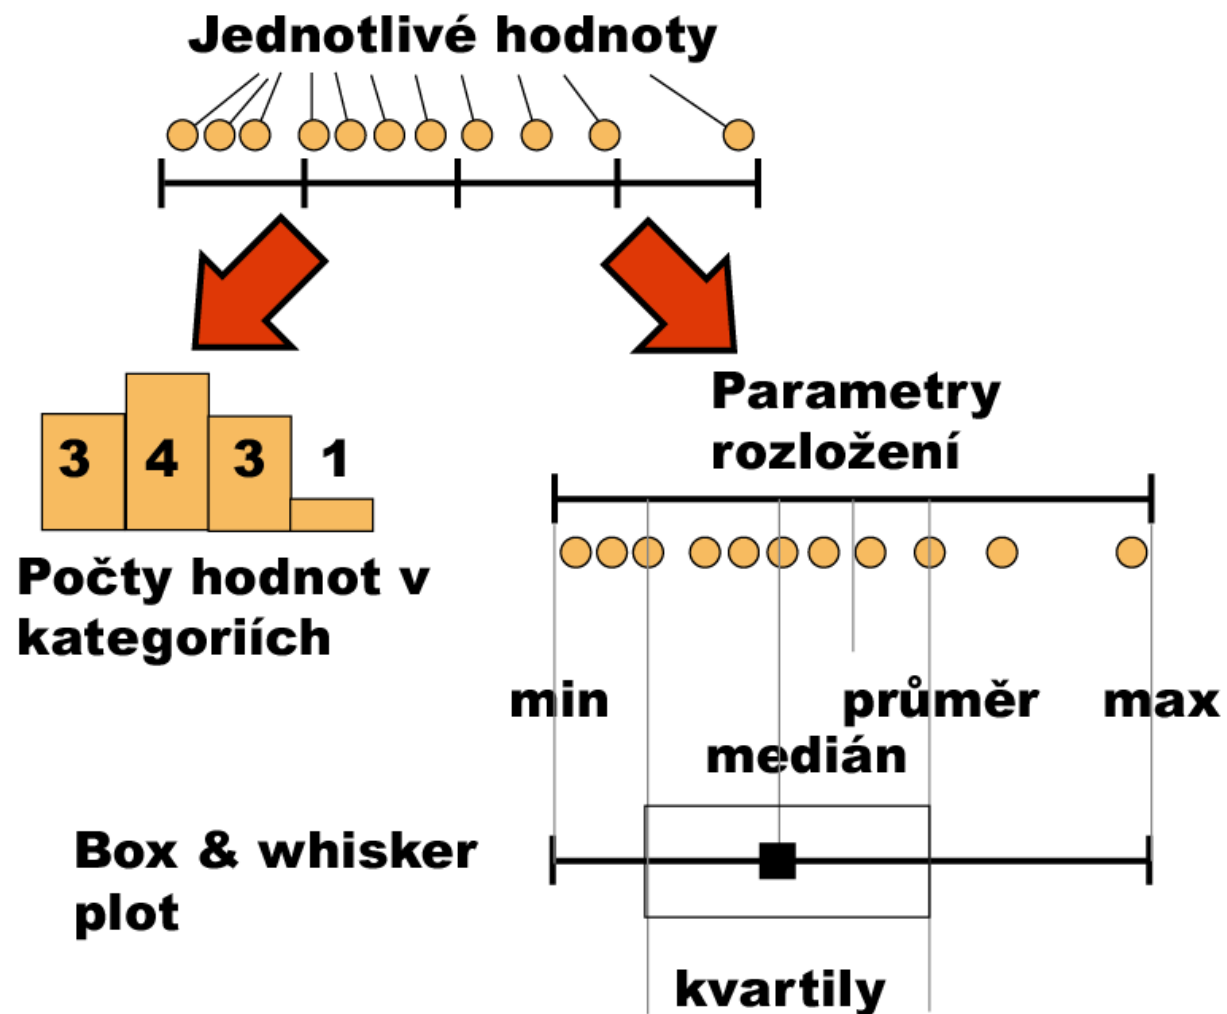 Jednotlivé hodnoty
3 4 3 1
Počty hodnot v
kategoriích
Parametry
rozložení
min průměr max
medián
Box & whisker
plot
kvartily